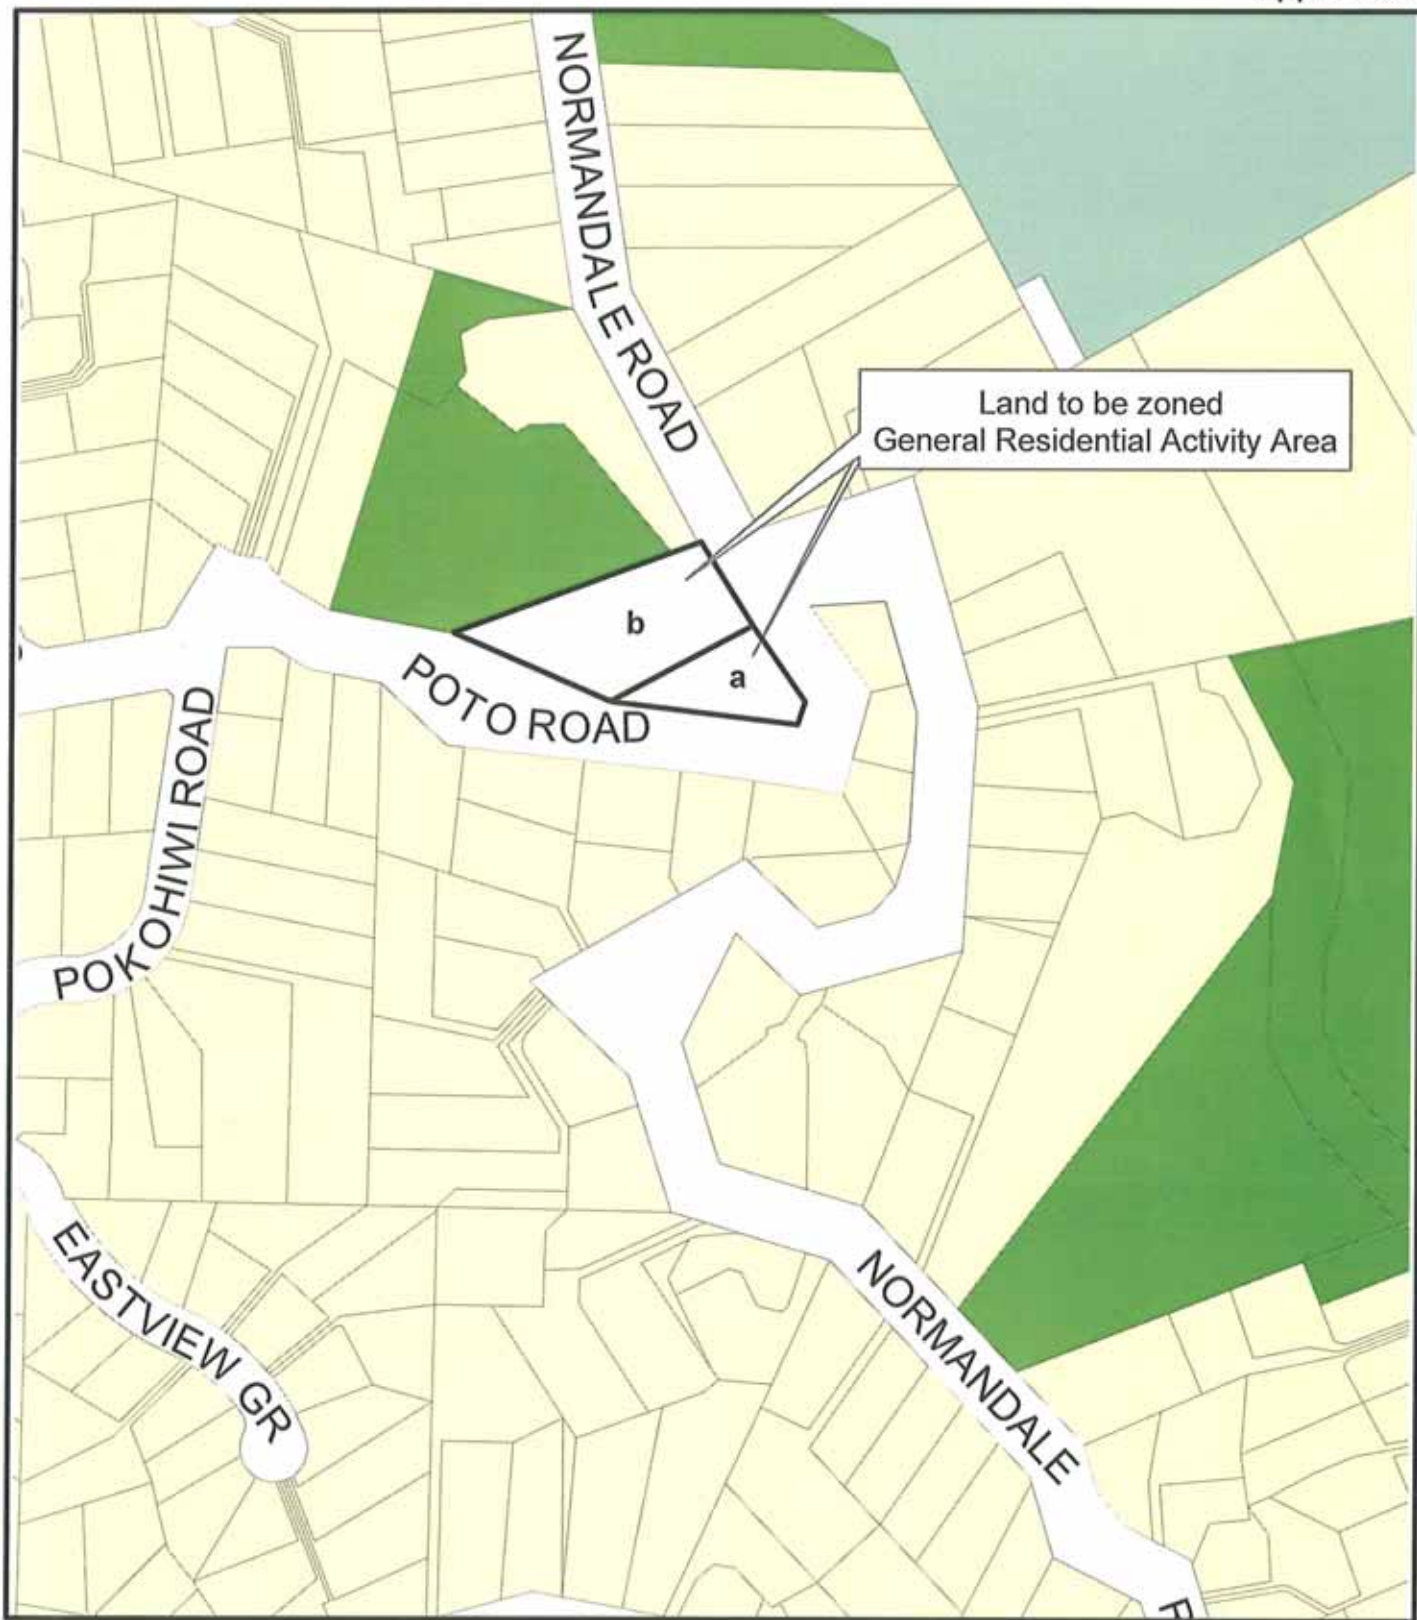 NORMANDALE ROAD
Land to be zoned
General Residential Activity Area
b
a
POTO ROAD
POKOHIWI ROAD
EASTVIEW GR
NORMANDALE